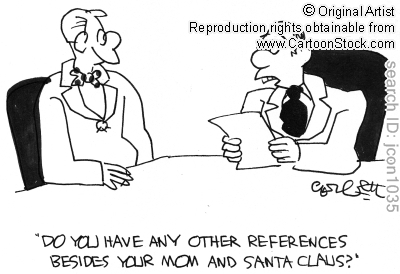 © Original Artist
Reproduction rights obtainable from
www.CartoonStock.com
search ID: jcon1035
"DO YOU HAVE ANY OTHER REFERENCES
BESIDES YOUR MOM AND SANTA CLAUS?"